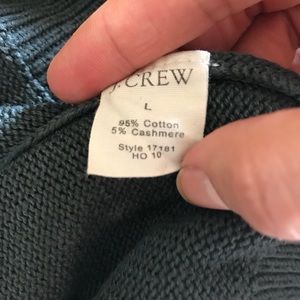 J.CREW
L
95% Cotton
5% Cashmere
Style 17181
HO 10